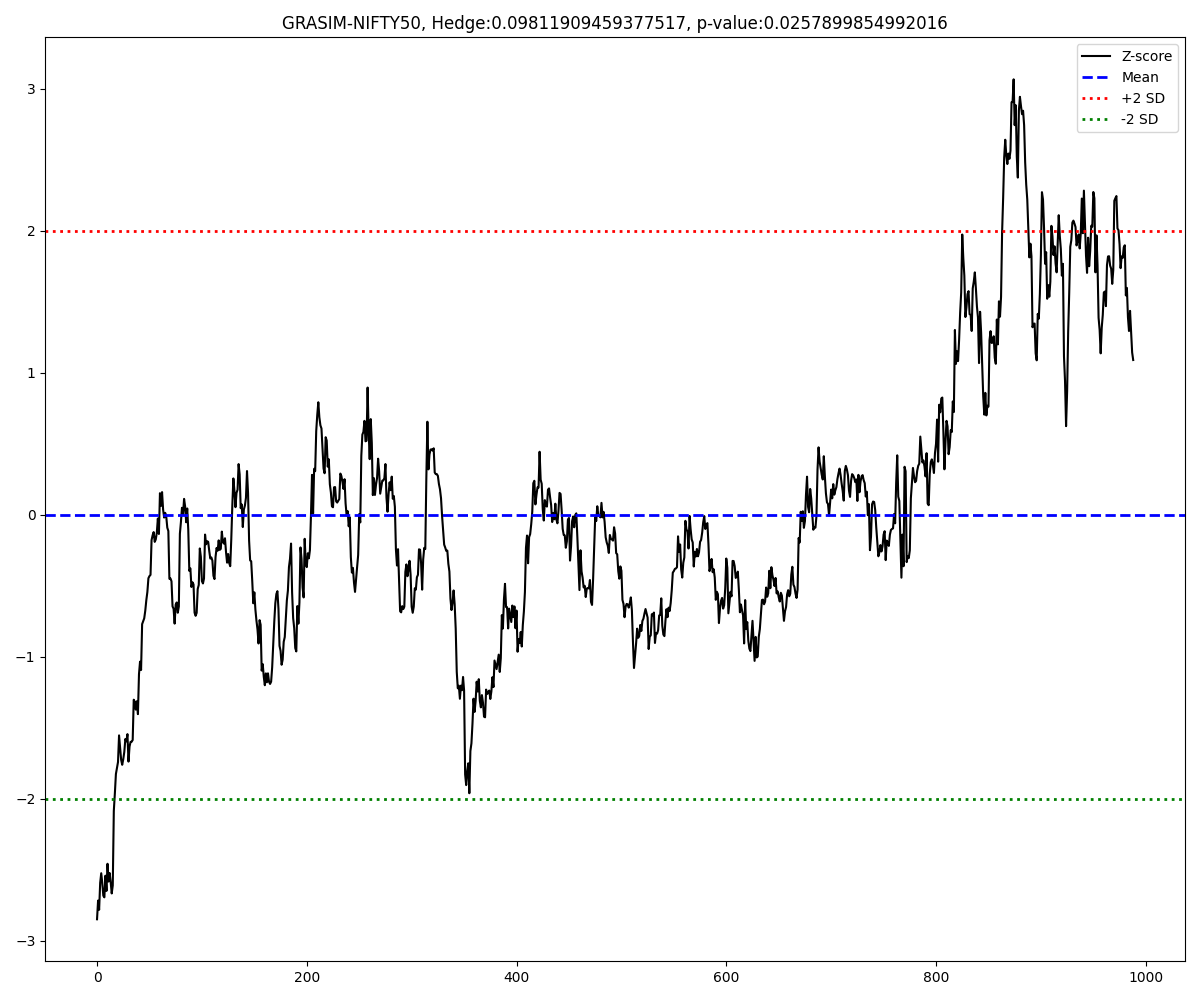 GRASIM-NIFTY50, Hedge:0.09811909459377517, p-value:0.0257899854992016
Z-score
Mean
+2 SD
-2 SD
3
2
1
0
−1
−2
−3
0
200
400
600
800
1000